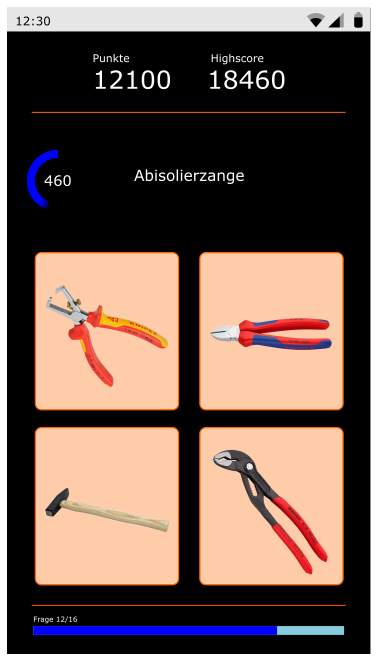 12:30
Punkte
Highscore
12100
18460
460
Abisolierzange
Frage 12/16